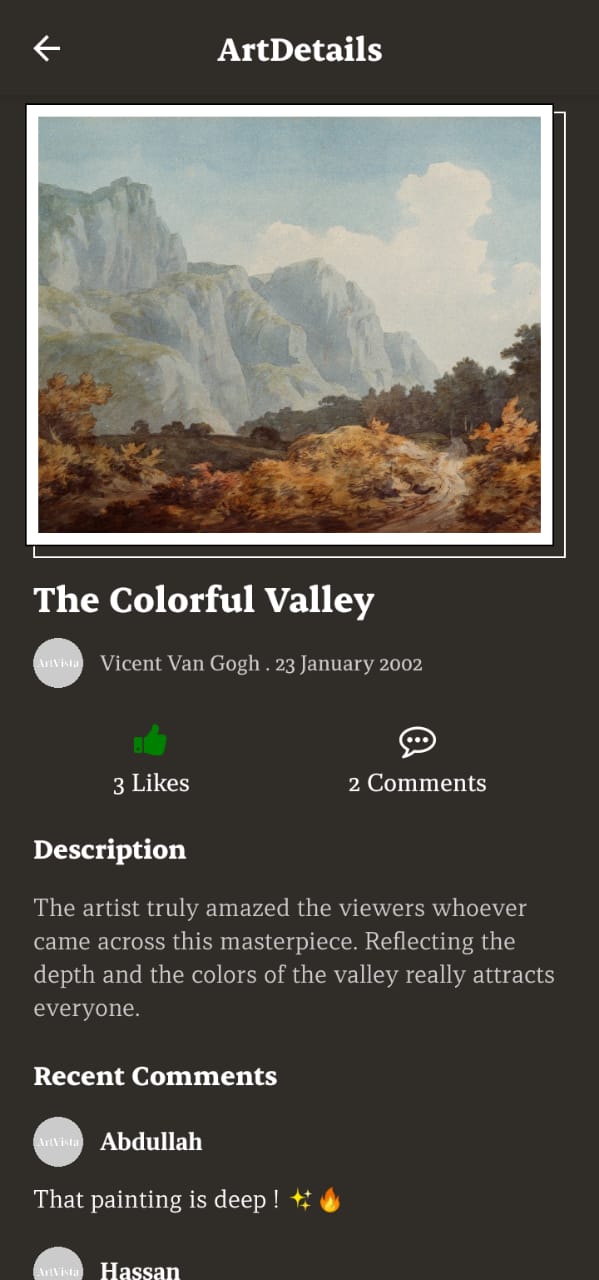 ArtDetails
The Colorful Valley
ArtVista
Vicent Van Gogh . 23 January 2002
3 Likes
2 Comments
Description
The artist truly amazed the viewers whoever
came across this masterpiece. Reflecting the
depth and the colors of the valley really attracts
everyone.
Recent Comments
ArtVista
Abdullah
That painting is deep ! ✨🔥
ArtVista
Hassan